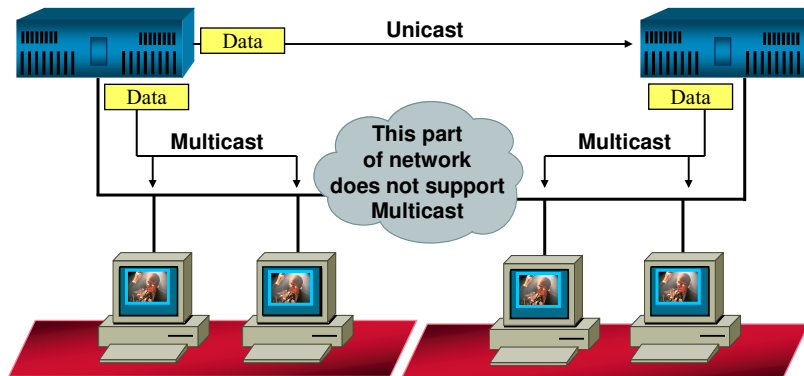 Data
Unicast
Data
Data
Multicast
This part
of network
does not support
Multicast
Multicast